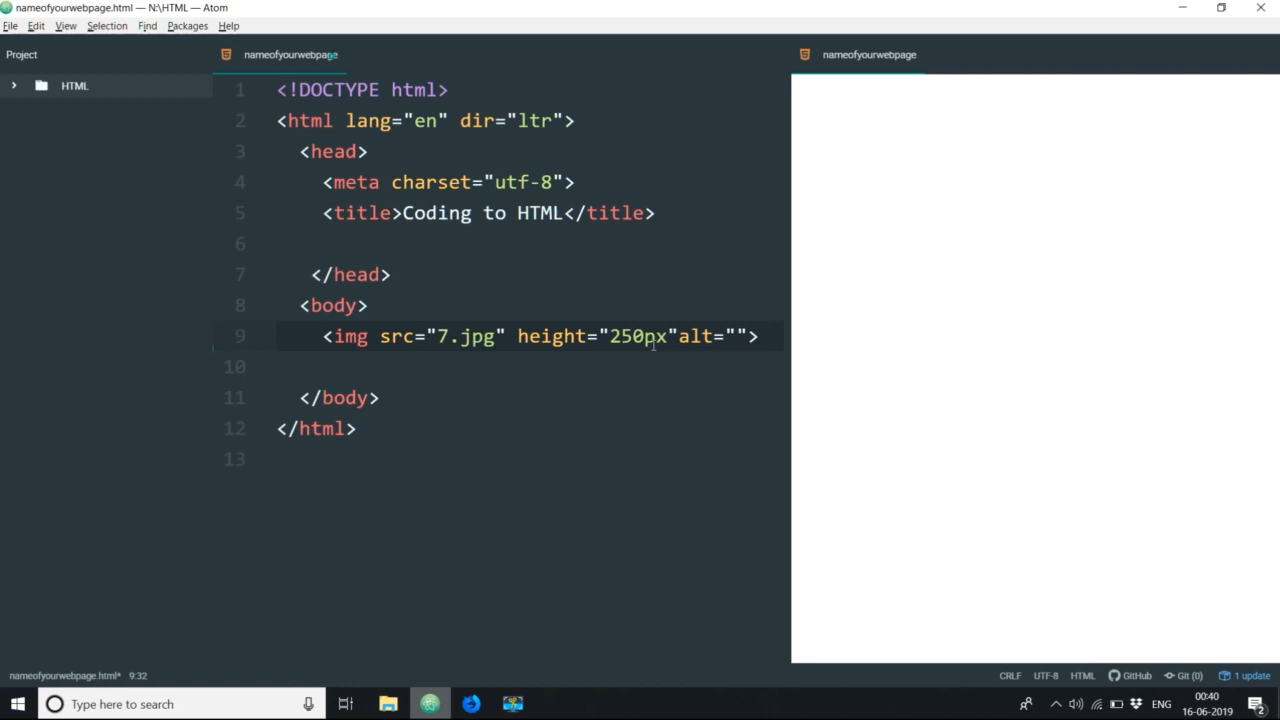 nameofyourwebpage.html — N:\HTML — Atom
File Edit View Selection Find Packages Help
Project
nameofyourwebpage
nameofyourwebpage
HTML
1 <!DOCTYPE html>
2 <html lang="en" dir="ltr">
3 <head>
4 <meta charset="utf-8">
5 <title>Coding to HTML</title>
6
7 </head>
8 <body>
9 <img src="7.jpg" height="250px"alt="">
10
11 </body>
12 </html>
13
nameofyourwebpage.html* 9:32
CRLF UTF-8 HTML GitHub Git (0) 1 update
Type here to search
ENG
00:40
16-06-2019
2